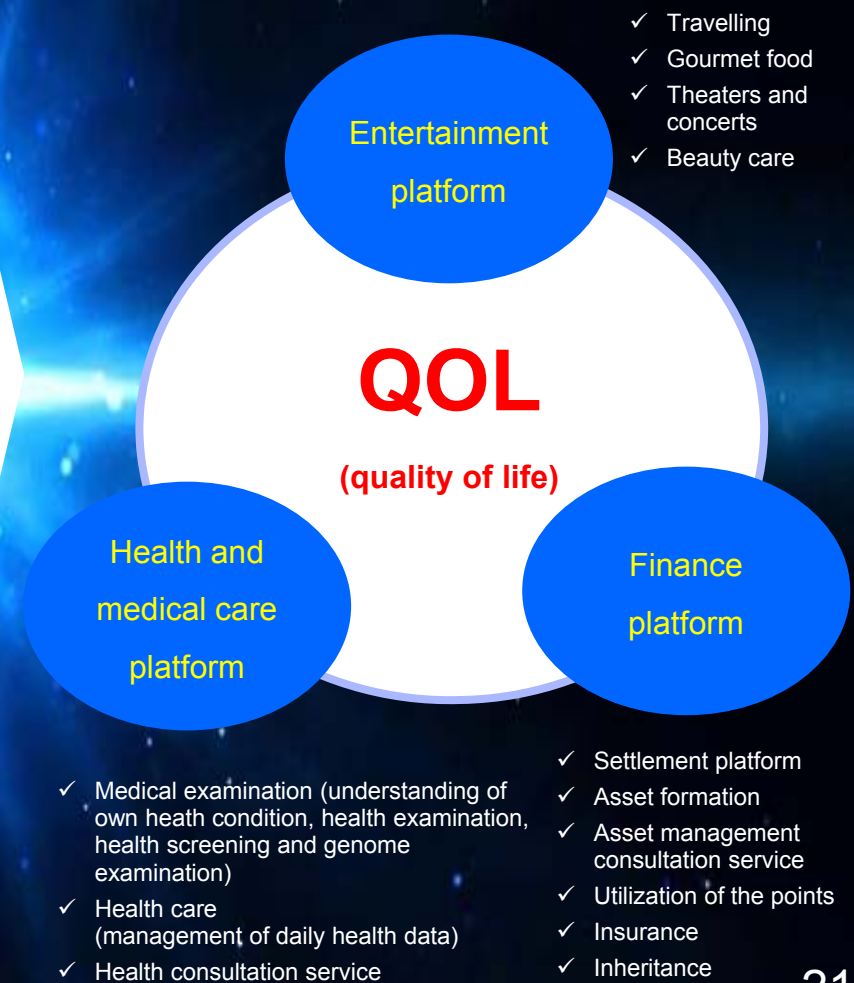 ✓ Travelling
✓ Gourmet food
✓ Theaters and
concerts
✓ Beauty care
Entertainment
platform
QOL
(quality of life)
Health and
medical care
platform
Finance
platform
✓ Medical examination (understanding of
own heath condition, health examination,
health screening and genome
examination)
✓ Health care
(management of daily health data)
✓ Health consultation service
✓ Settlement platform
✓ Asset formation
✓ Asset management
consultation service
✓ Utilization of the points
✓ Insurance
✓ Inheritance